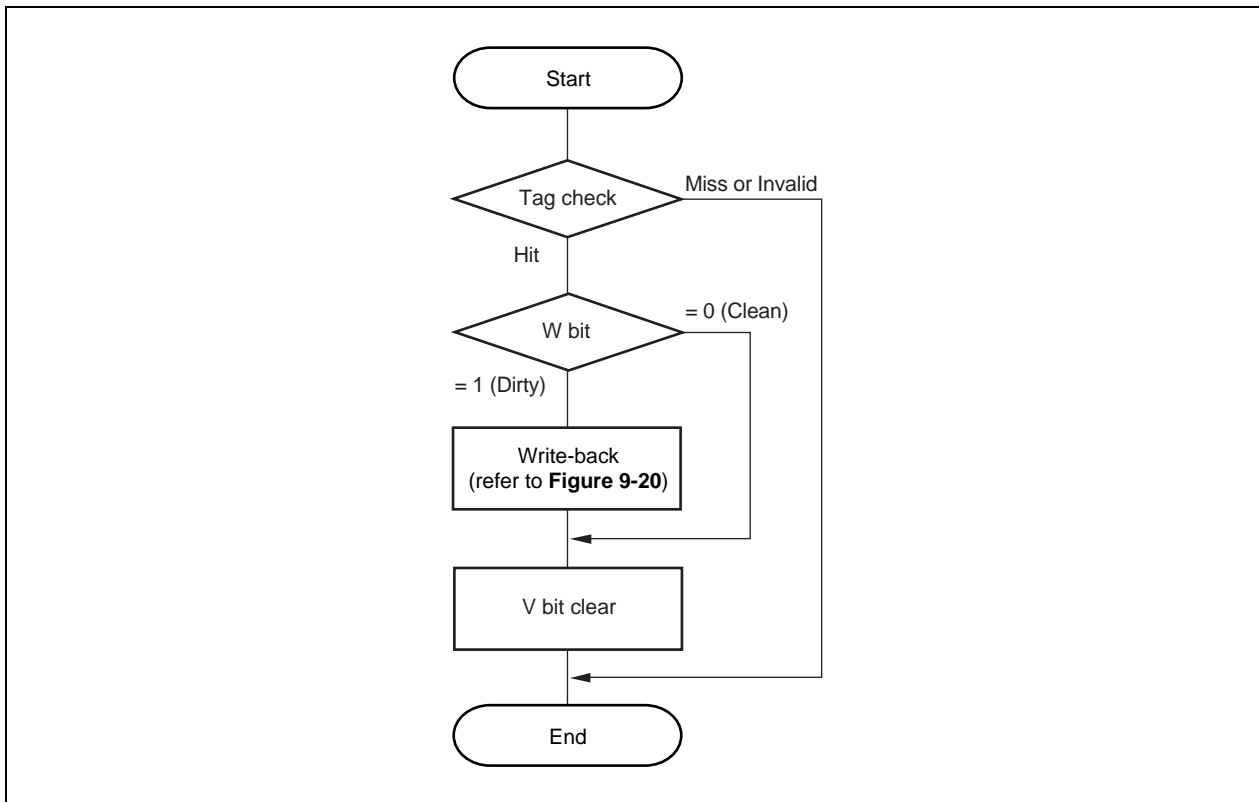 Start
Tag check
Miss or Invalid
Hit
W bit
= 0 (Clean)
= 1 (Dirty)
Write-back
(refer to Figure 9-20)
V bit clear
End